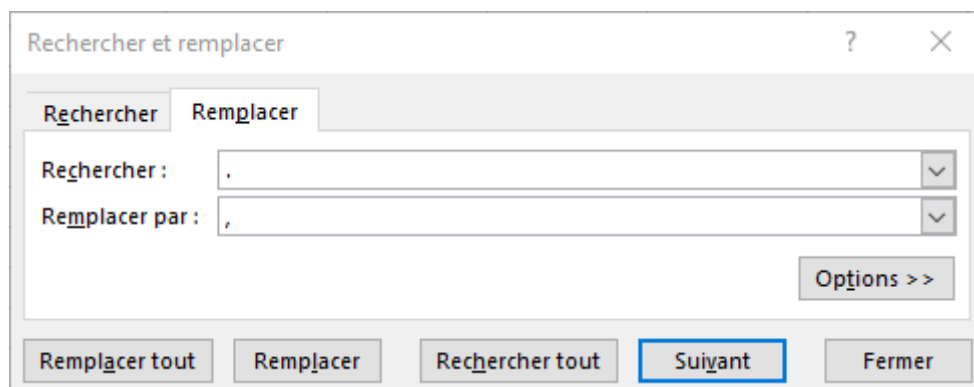 Rechercher et remplacer ?
Rechercher Remplacer
Rechercher : .
Remplacer par : ,
Options >>
Remplacer tout Remplacer Rechercher tout Suivant Fermer